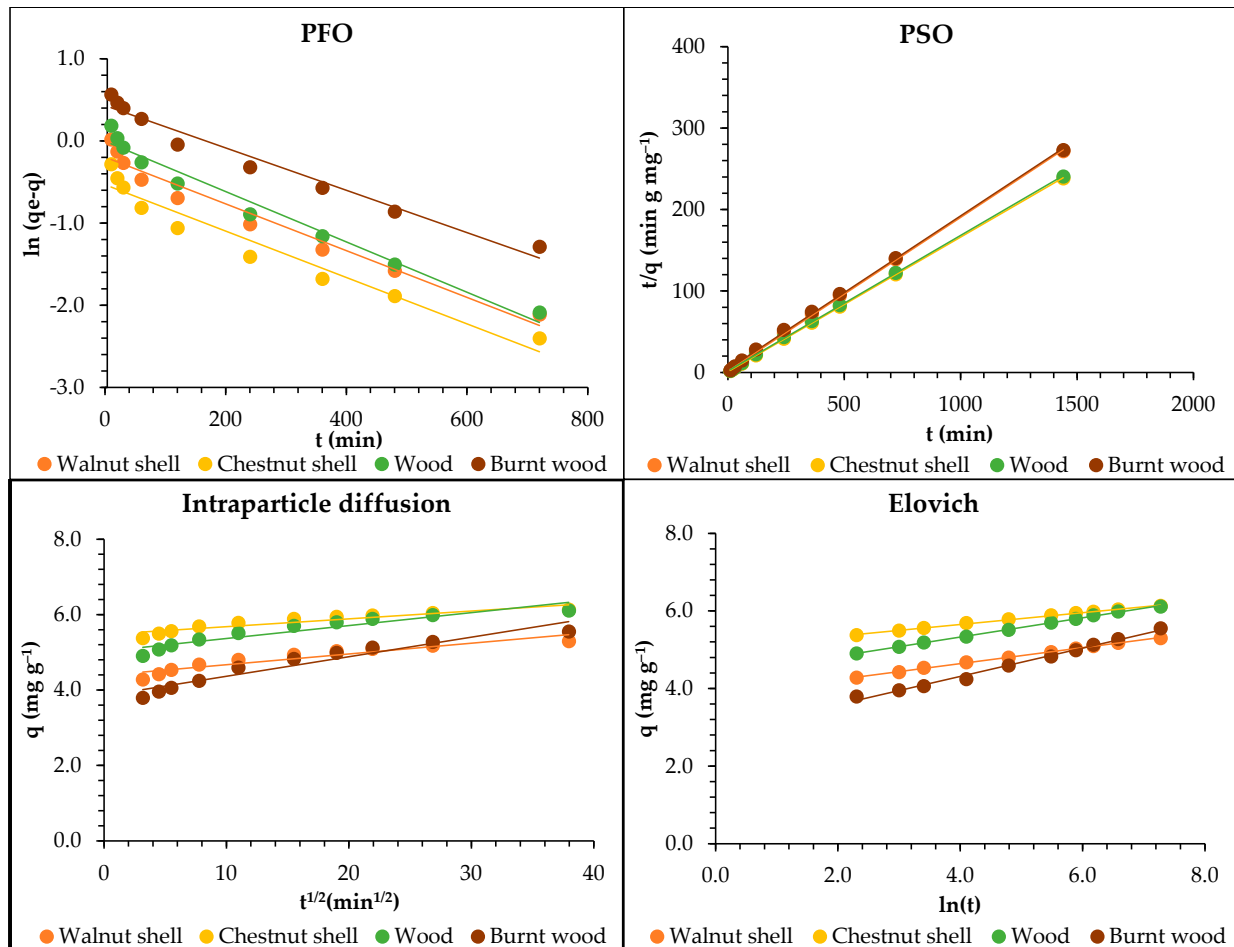 PFO
1.0
0.0
-1.0
-2.0
-3.0
ln (qe-q)
0
200
400
600
800
t (min)
Walnut shell Chestnut shell Wood Burnt wood
PSO
400
300
200
100
0
t/q (min g mg⁻¹)
0
500
1000
1500
2000
t (min)
Walnut shell Chestnut shell Wood Burnt wood
Intraparticle diffusion
8.0
6.0
4.0
2.0
0.0
q (mg g⁻¹)
0
10
20
30
40
t^1/2(min^1/2)
Walnut shell Chestnut shell Wood Burnt wood
Elovich
8.0
6.0
4.0
2.0
0.0
q (mg g⁻¹)
0.0
2.0
4.0
6.0
8.0
ln(t)
Walnut shell Chestnut shell Wood Burnt wood